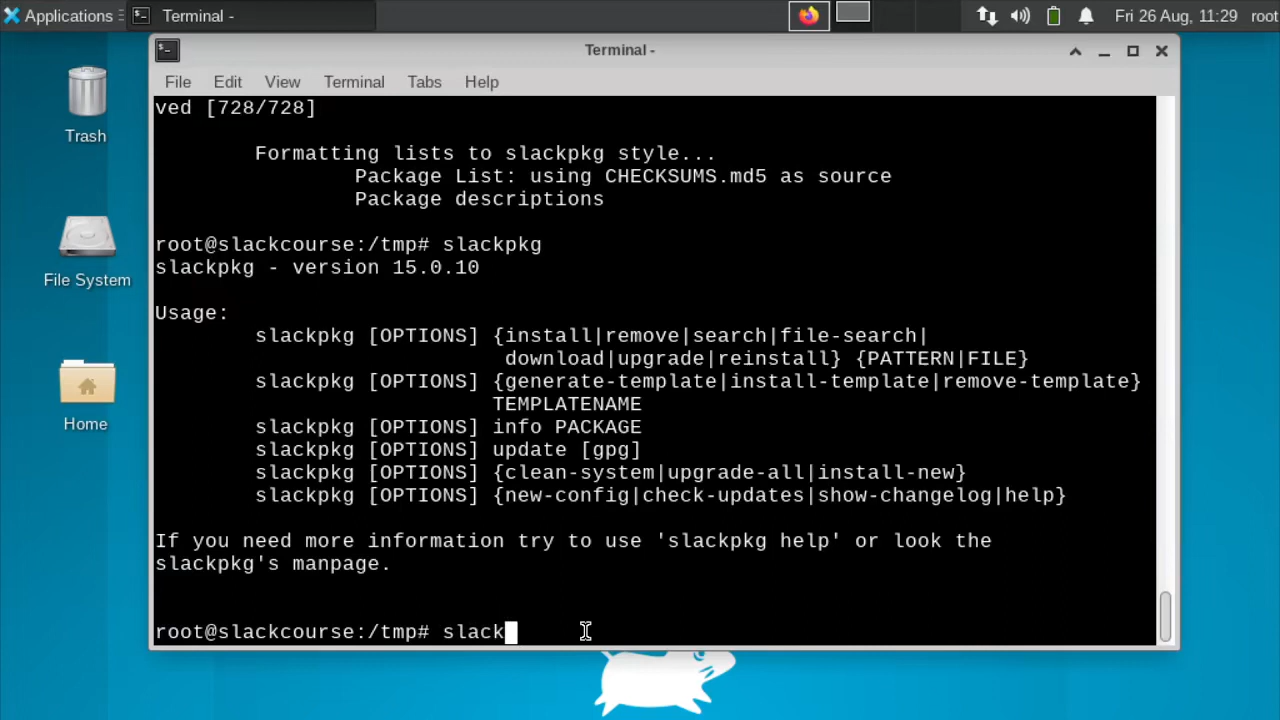 Applications Terminal - Fri 26 Aug, 11:29 root
Terminal -
File Edit View Terminal Tabs Help
Trash
File System
Home
ved [728/728]
Formatting lists to slackpkg style...
Package List: using CHECKSUMS.md5 as source
Package descriptions
root@slackcourse:/tmp# slackpkg
slackpkg - version 15.0.10
Usage:
slackpkg [OPTIONS] {install|remove|search|file-search|
download|upgrade|reinstall} {PATTERN|FILE}
slackpkg [OPTIONS] {generate-template|install-template|remove-template}
TEMPLATENAME
slackpkg [OPTIONS] info PACKAGE
slackpkg [OPTIONS] update [gpg]
slackpkg [OPTIONS] {clean-system|upgrade-all|install-new}
slackpkg [OPTIONS] {new-config|check-updates|show-changelog|help}
If you need more information try to use 'slackpkg help' or look the
slackpkg's manpage.
root@slackcourse:/tmp# slack